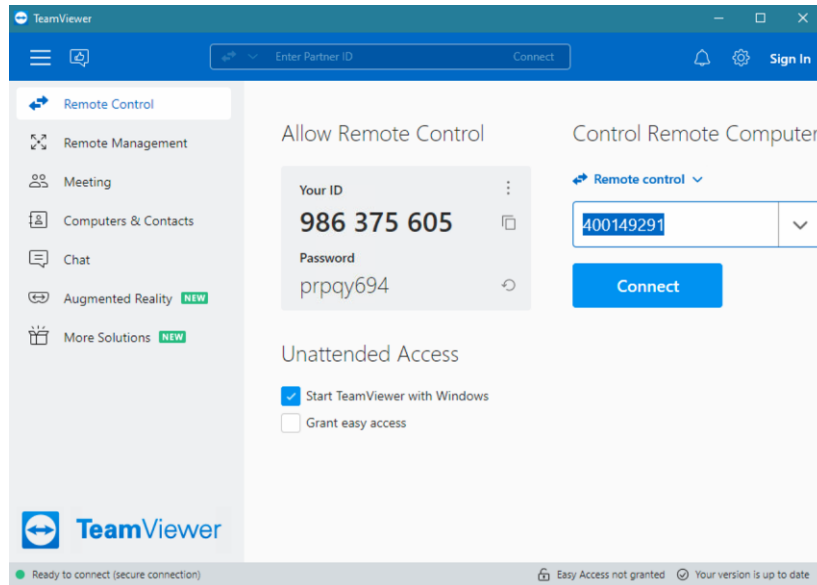 TeamViewer
Enter Partner ID Connect
Sign In
Remote Control
Remote Management
Meeting
Computers & Contacts
Chat
Augmented Reality NEW
More Solutions NEW
TeamViewer
Allow Remote Control
Your ID
986 375 605
Password
prpqy694
Unattended Access
Start TeamViewer with Windows
Grant easy access
Control Remote Computer
Remote control
400149291
Connect
Ready to connect (secure connection)
Easy Access not granted
Your version is up to date